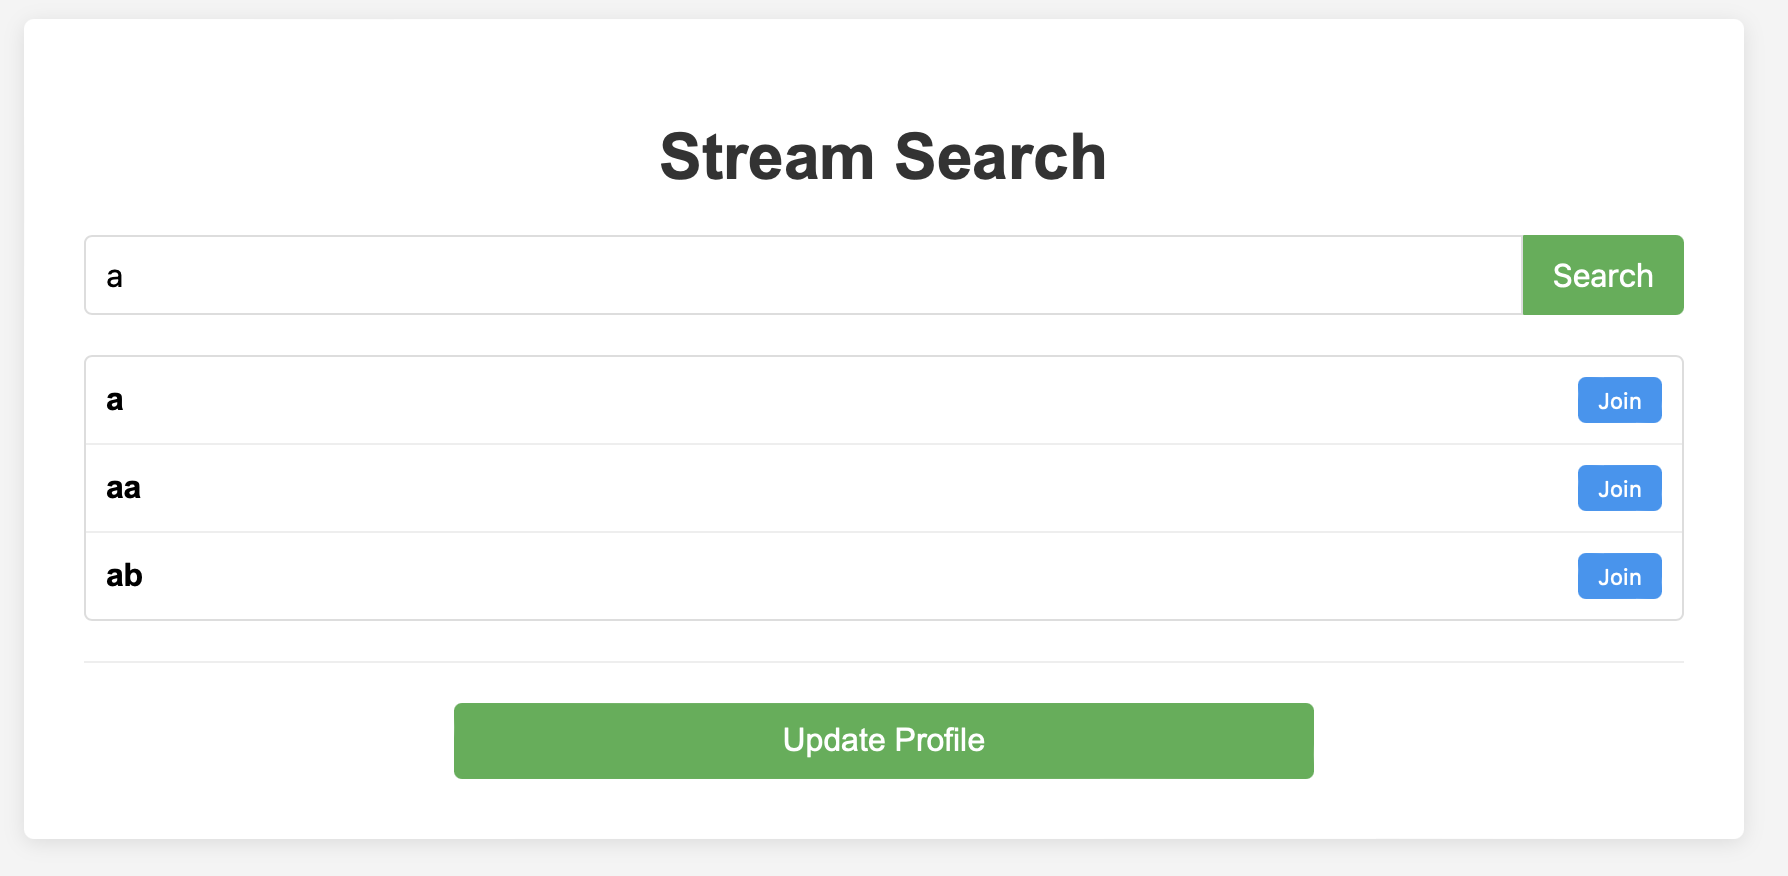 Stream Search
a
Search
a
Join
aa
Join
ab
Join
Update Profile